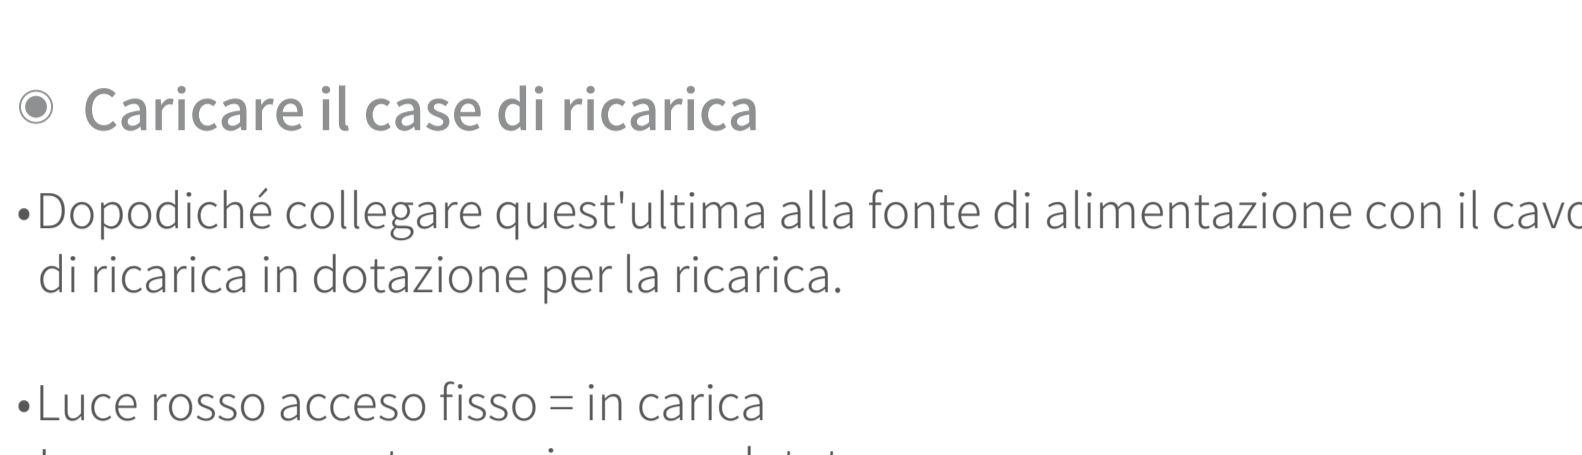 Caricare il case di ricarica
•Dopodiché collegare quest'ultima alla fonte di alimentazione con il
di ricarica in dotazione per la ricarica.
•Luce rosso acceso fisso = in carica